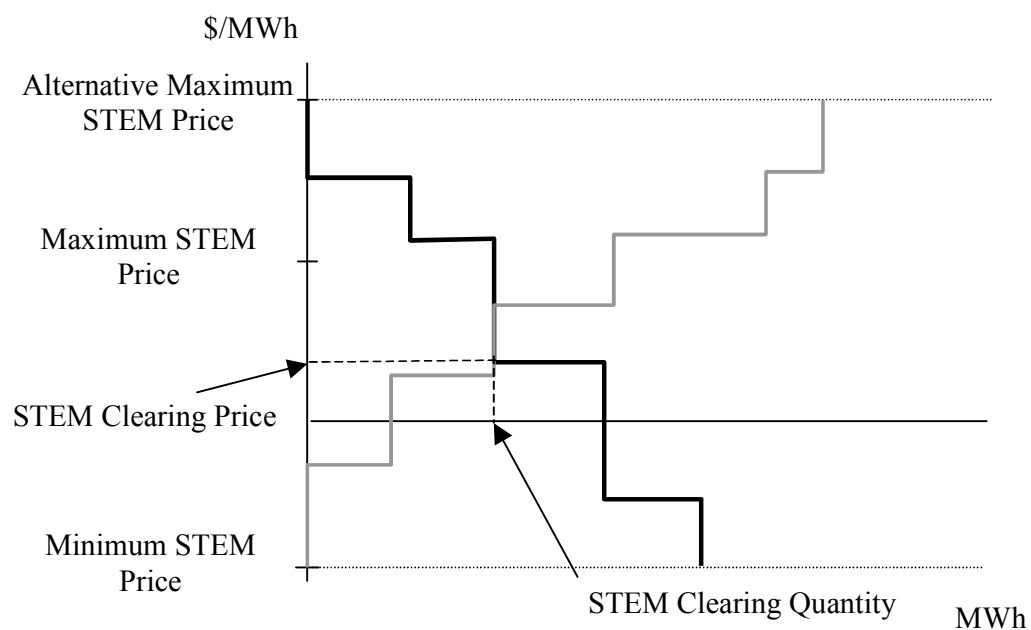 $/MWh
Alternative Maximum
STEM Price
Maximum STEM
Price
STEM Clearing Price
Minimum STEM
Price
STEM Clearing Quantity
MWh